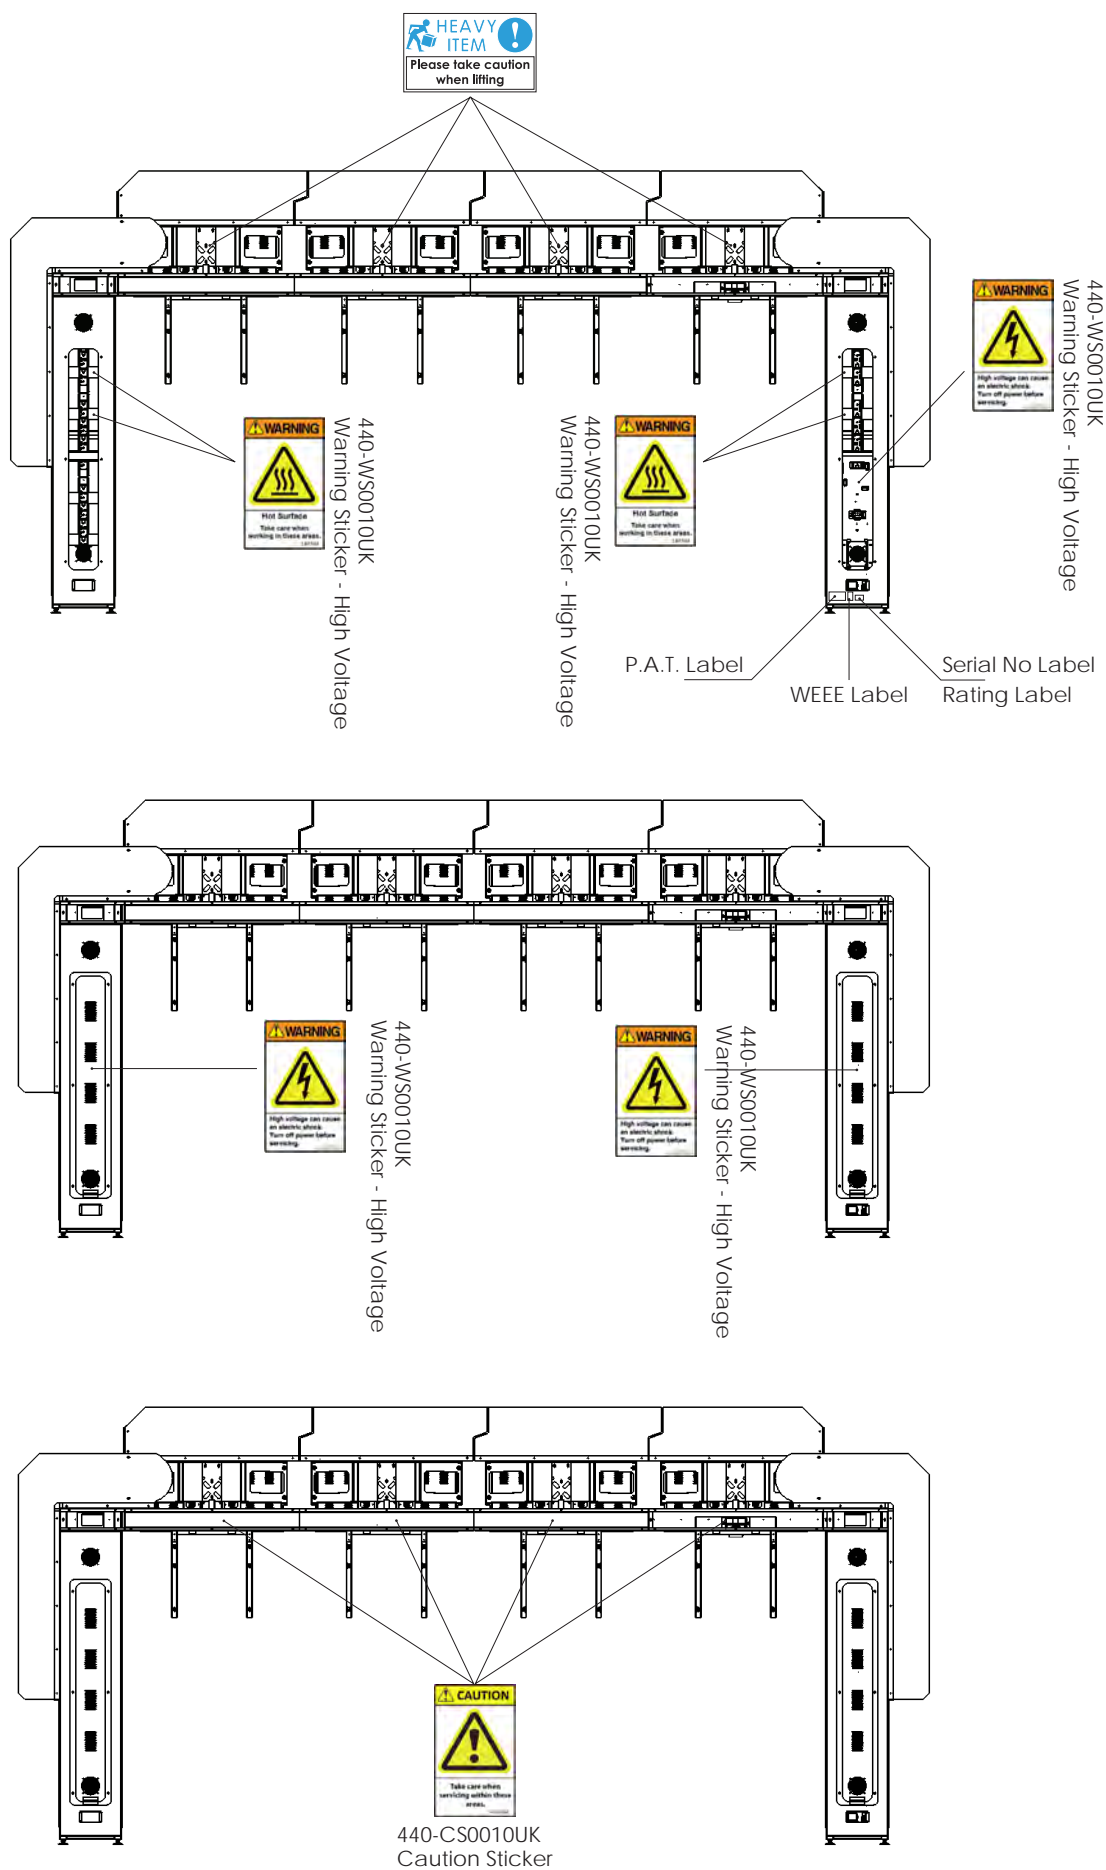 HEAVY
ITEM
Please take caution
when lifting
WARNING
High voltage can cause
an electric shock.
Turn off power before
servicing.
440-WS0010UK
Warning Sticker - High Voltage
WARNING
Hot Surface
Take care when
working in these areas.
440-WS0010UK
Warning Sticker - High Voltage
WARNING
Hot Surface
Take care when
working in these areas.
440-WS0010UK
Warning Sticker - High Voltage
P.A.T. Label
WEEE Label
Serial No Label
Rating Label
WARNING
High voltage can cause
an electric shock.
Turn off power before
servicing.
440-WS0010UK
Warning Sticker - High Voltage
WARNING
High voltage can cause
an electric shock.
Turn off power before
servicing.
440-WS0010UK
Warning Sticker - High Voltage
CAUTION
Take care when
servicing within these
areas.
440-CS0010UK
Caution Sticker